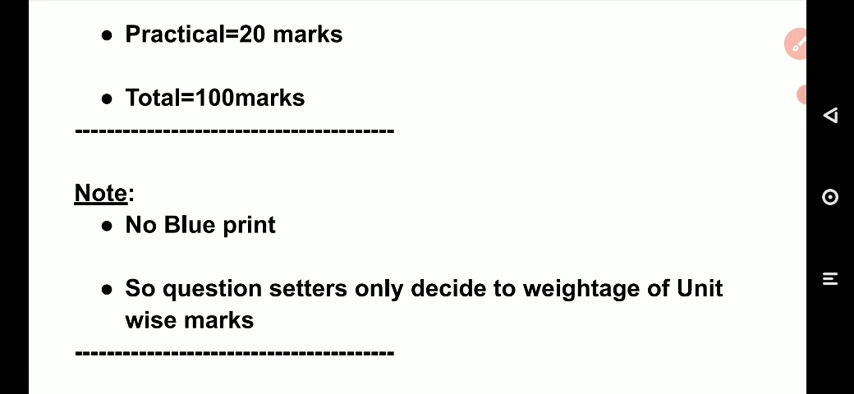 ● Practical=20 marks
● Total=100marks
----------------------------------------
Note:
● No Blue print
● So question setters only decide to weightage of Unit
wise marks
----------------------------------------